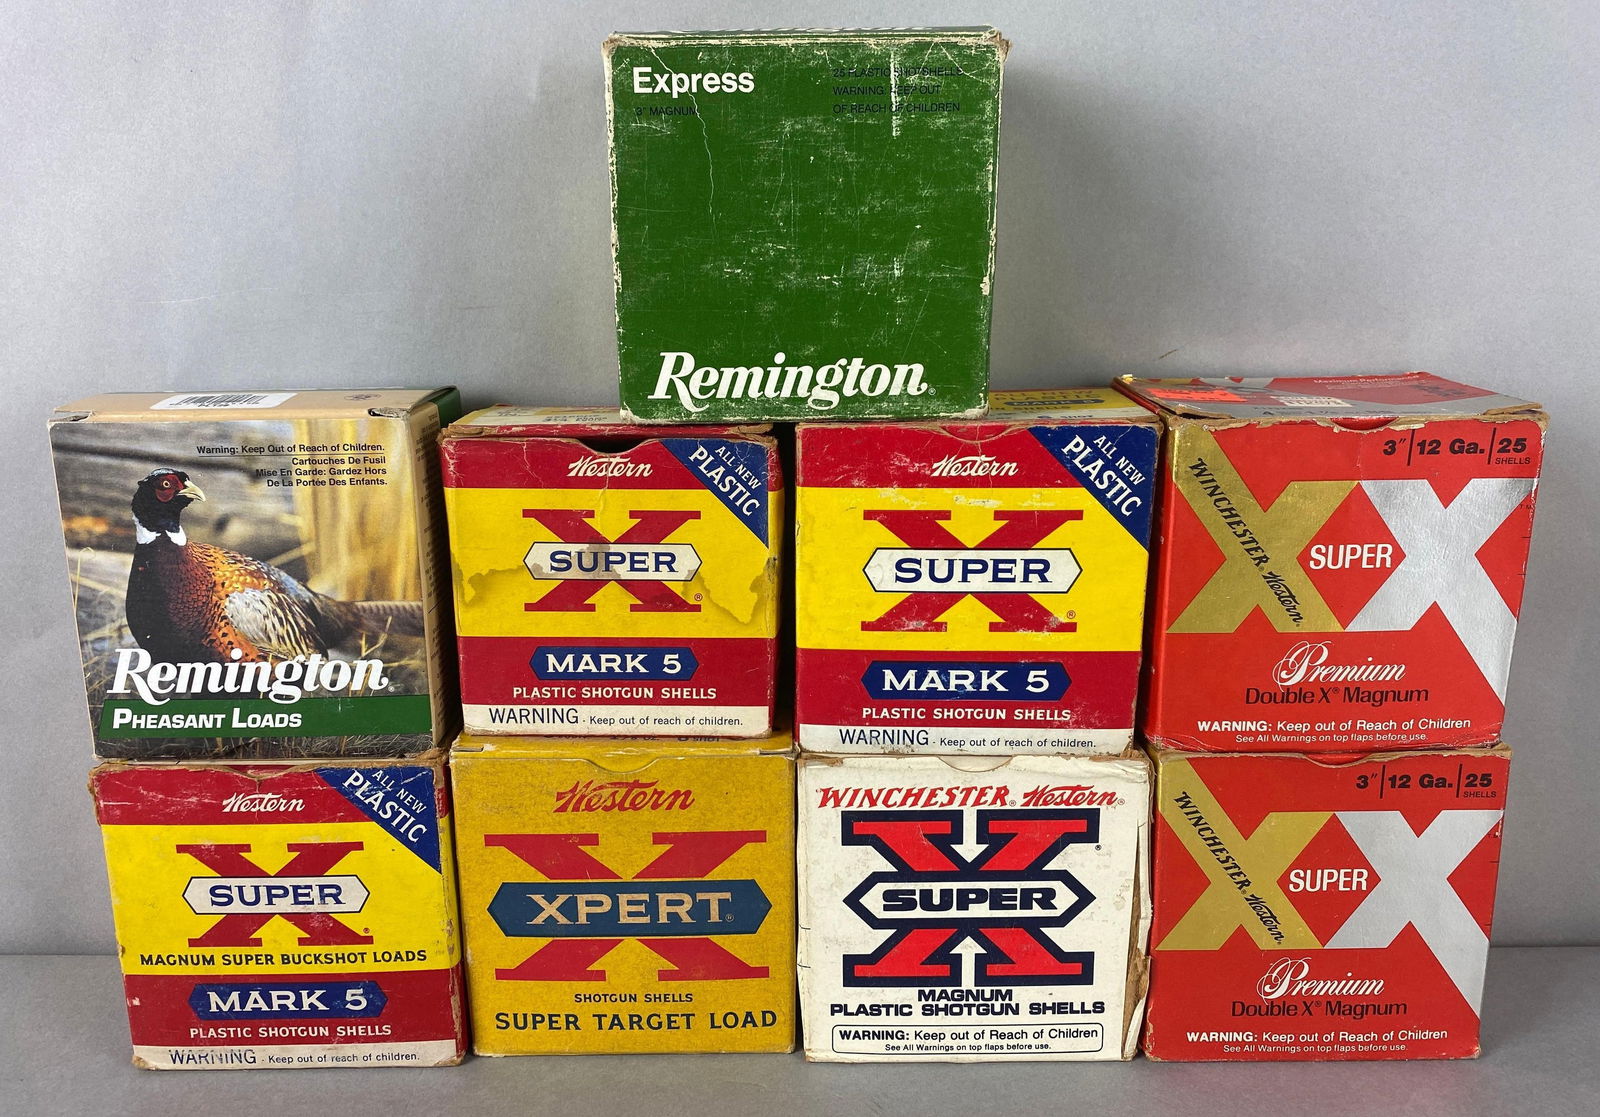 Express
3" MAGNUM
25 PLASTIC SHOTSHELLS
WARNING: KEEP OUT
OF REACH OF CHILDREN
Remington®
Warning: Keep Out of Reach of Children.
Cartouches De Fusil
Mise En Garde: Gardez Hors
De La Portée Des Enfants.
Remington®
PHEASANT LOADS
Western
ALL NEW
PLASTIC
X
SUPER
®
MARK 5
PLASTIC SHOTGUN SHELLS
WARNING - Keep out of reach of children.
Western
ALL NEW
PLASTIC
X
SUPER
®
MARK 5
PLASTIC SHOTGUN SHELLS
WARNING - Keep out of reach of children.
3" 12 Ga. 25
SHELLS
XX
WINCHESTER® Western®
SUPER
Premium
Double X® Magnum
WARNING: Keep out of Reach of Children
See All Warnings on top flaps before use.
Western
ALL NEW
PLASTIC
X
SUPER
®
MAGNUM SUPER BUCKSHOT LOADS
MARK 5
PLASTIC SHOTGUN SHELLS
WARNING - Keep out of reach of children.
Western
X
XPERT®
SHOTGUN SHELLS
SUPER TARGET LOAD
WINCHESTER® Western®
X
®
SUPER
MAGNUM
PLASTIC SHOTGUN SHELLS
WARNING: Keep out of Reach of Children
See All Warnings on top flaps before use.
3" 12 Ga. 25
SHELLS
XX
WINCHESTER® Western®
SUPER
Premium
Double X® Magnum
WARNING: Keep out of Reach of Children
See All Warnings on top flaps before use.